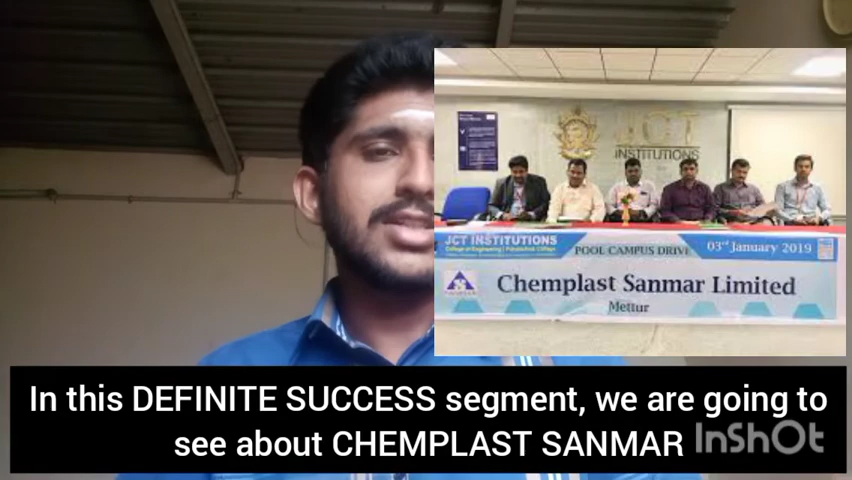 JCT
INSTITUTIONS
JCT INSTITUTIONS
College of Engineering | Polytechnic College
POOL CAMPUS DRIVE
03rd January 2019
Chemplast Sanmar Limited
Mettur
In this DEFINITE SUCCESS segment, we are going to
see about CHEMPLAST SANMAR
InShOt